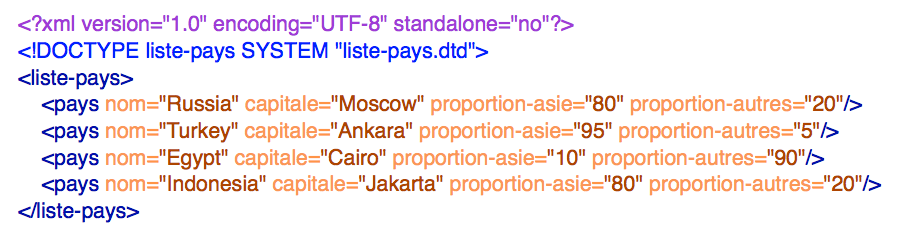 <?xml version="1.0" encoding="UTF-8" standalone="no"?>
<!DOCTYPE liste-pays SYSTEM "liste-pays.dtd">
<liste-pays>
<pays nom="Russia" capitale="Moscow" proportion-asie="80" proportion-autres="20"/>
<pays nom="Turkey" capitale="Ankara" proportion-asie="95" proportion-autres="5"/>
<pays nom="Egypt" capitale="Cairo" proportion-asie="10" proportion-autres="90"/>
<pays nom="Indonesia" capitale="Jakarta" proportion-asie="80" proportion-autres="20"/>
</liste-pays>